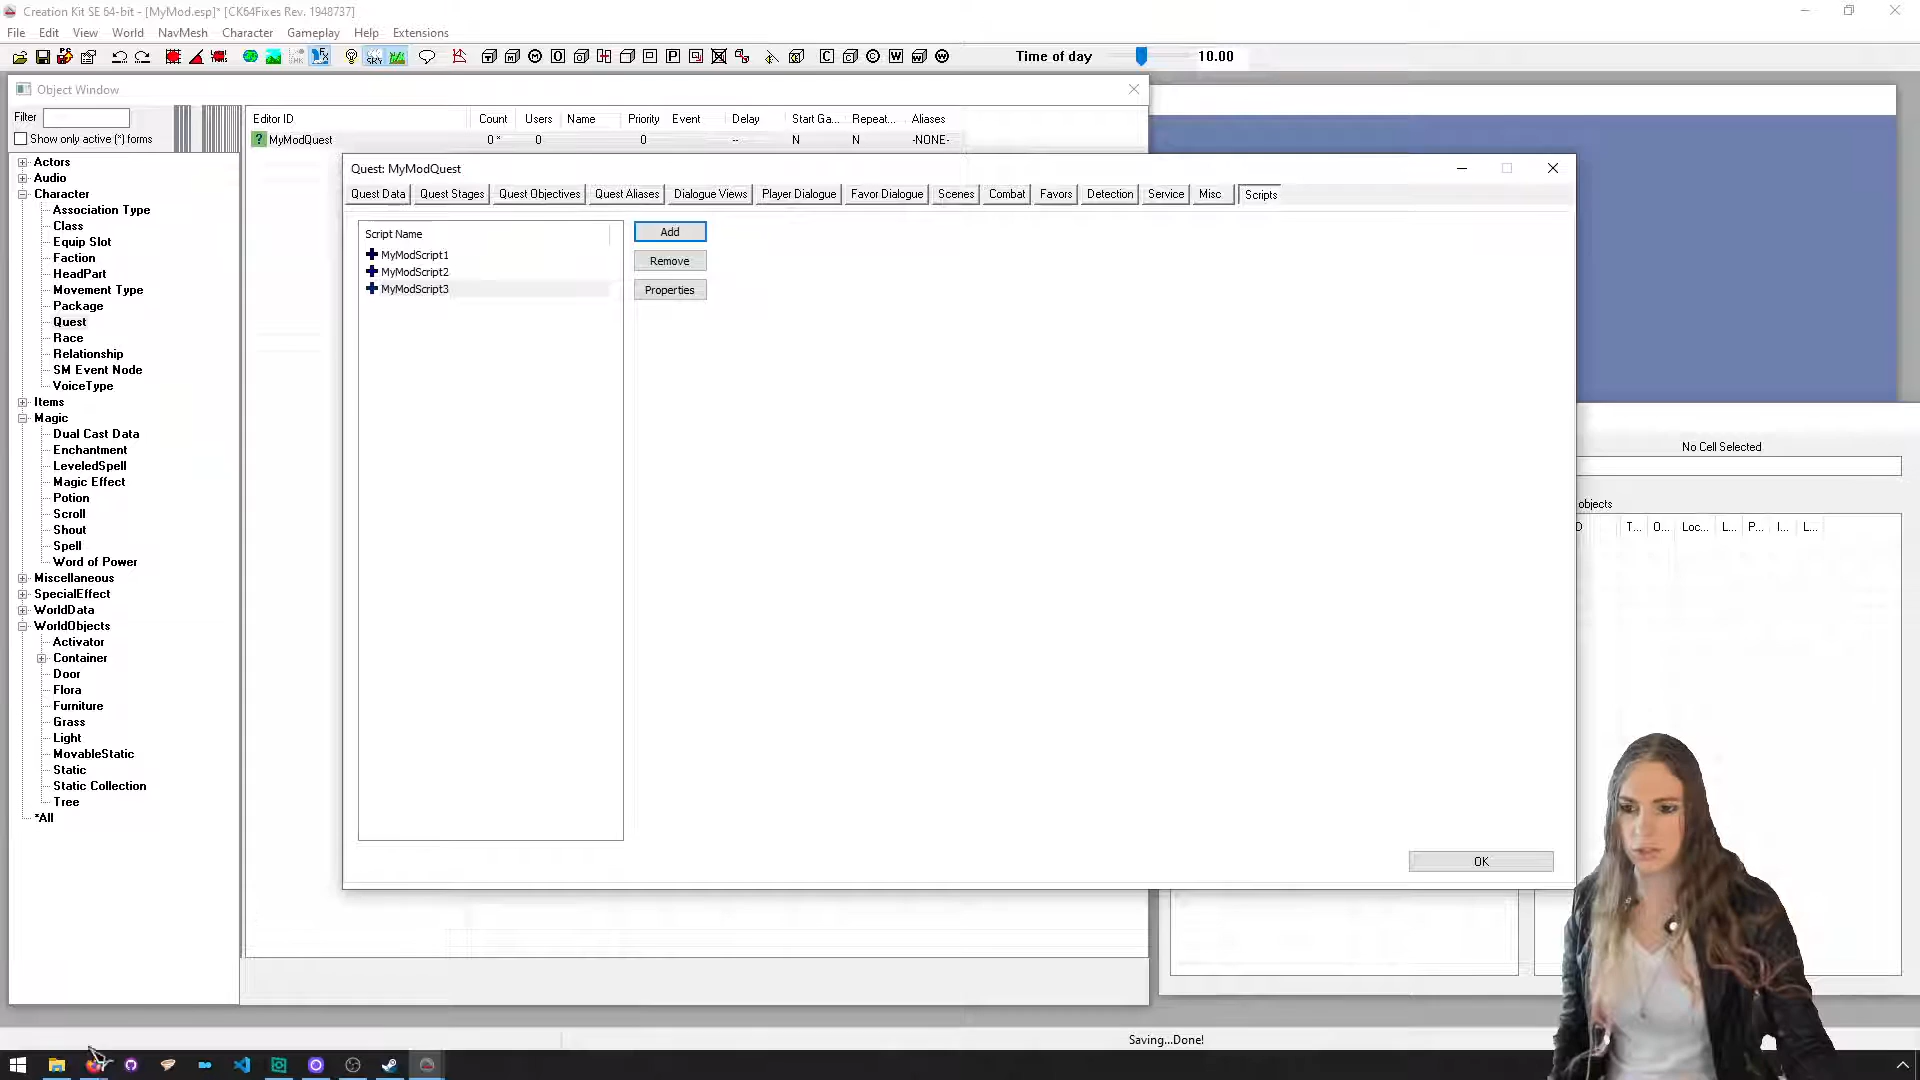 Creation Kit SE 64-bit - [MyMod.esp]* [CK64Fixes Rev. 1948737]
File Edit View World NavMesh Character Gameplay Help Extensions
Time of day 10.00
Object Window
Filter
Show only active (*) forms
Actors
Audio
Character
Association Type
Class
Equip Slot
Faction
HeadPart
Movement Type
Package
Quest
Race
Relationship
SM Event Node
VoiceType
Items
Magic
Dual Cast Data
Enchantment
LeveledSpell
Magic Effect
Potion
Scroll
Shout
Spell
Word of Power
Miscellaneous
SpecialEffect
WorldData
WorldObjects
Activator
Container
Door
Flora
Furniture
Grass
Light
MovableStatic
Static
Static Collection
Tree
*All
Editor ID Count Users Name Priority Event Delay Start Ga... Repeat... Aliases
MyModQuest 0 * 0 0 -- N N -NONE-
Quest: MyModQuest
Quest Data Quest Stages Quest Objectives Quest Aliases Dialogue Views Player Dialogue Favor Dialogue Scenes Combat Favors Detection Service Misc Scripts
Script Name
MyModScript1
MyModScript2
MyModScript3
Add
Remove
Properties
OK
No Cell Selected
objects
D T... O... Loc... L... P... I... L...
Saving...Done!